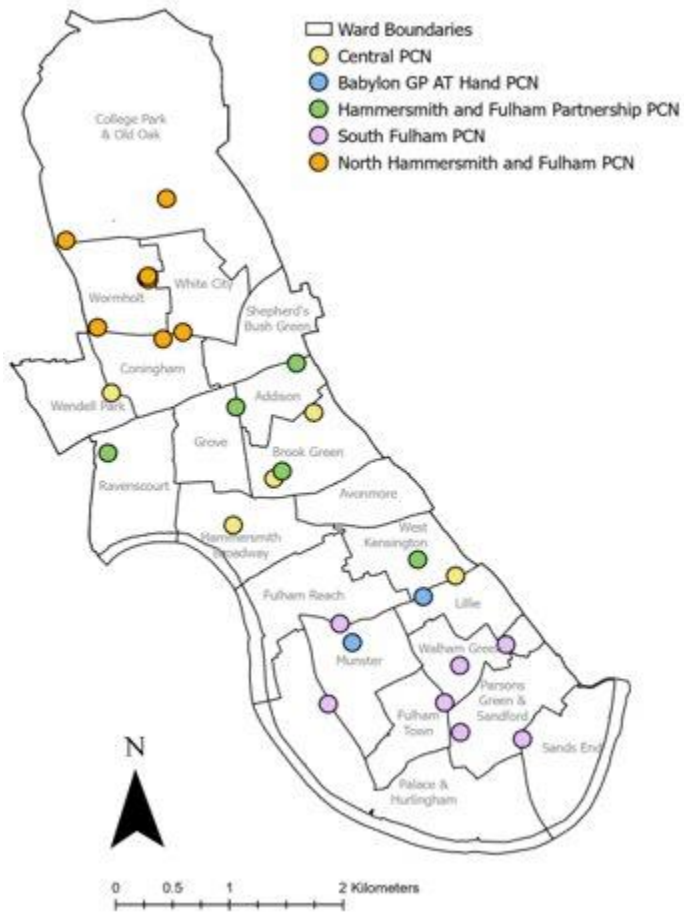 Ward Boundaries
Central PCN
Babylon GP AT Hand PCN
Hammersmith and Fulham Partnership PCN
South Fulham PCN
North Hammersmith and Fulham PCN
College Park
& Old Oak
White City
Wormholt
Shepherd's
Bush Green
Coningham
Addison
Wendell Park
Grove
Brook Green
Ravenscourt
Avonmore
West
Kensington
Hammersmith
Broadway
Fulham Reach
Lillie
Walham Green
Munster
Parsons
Green &
Sandford
Fulham
Town
Sands End
Palace &
Hurlingham
N
0 0.5 1 2 Kilometers